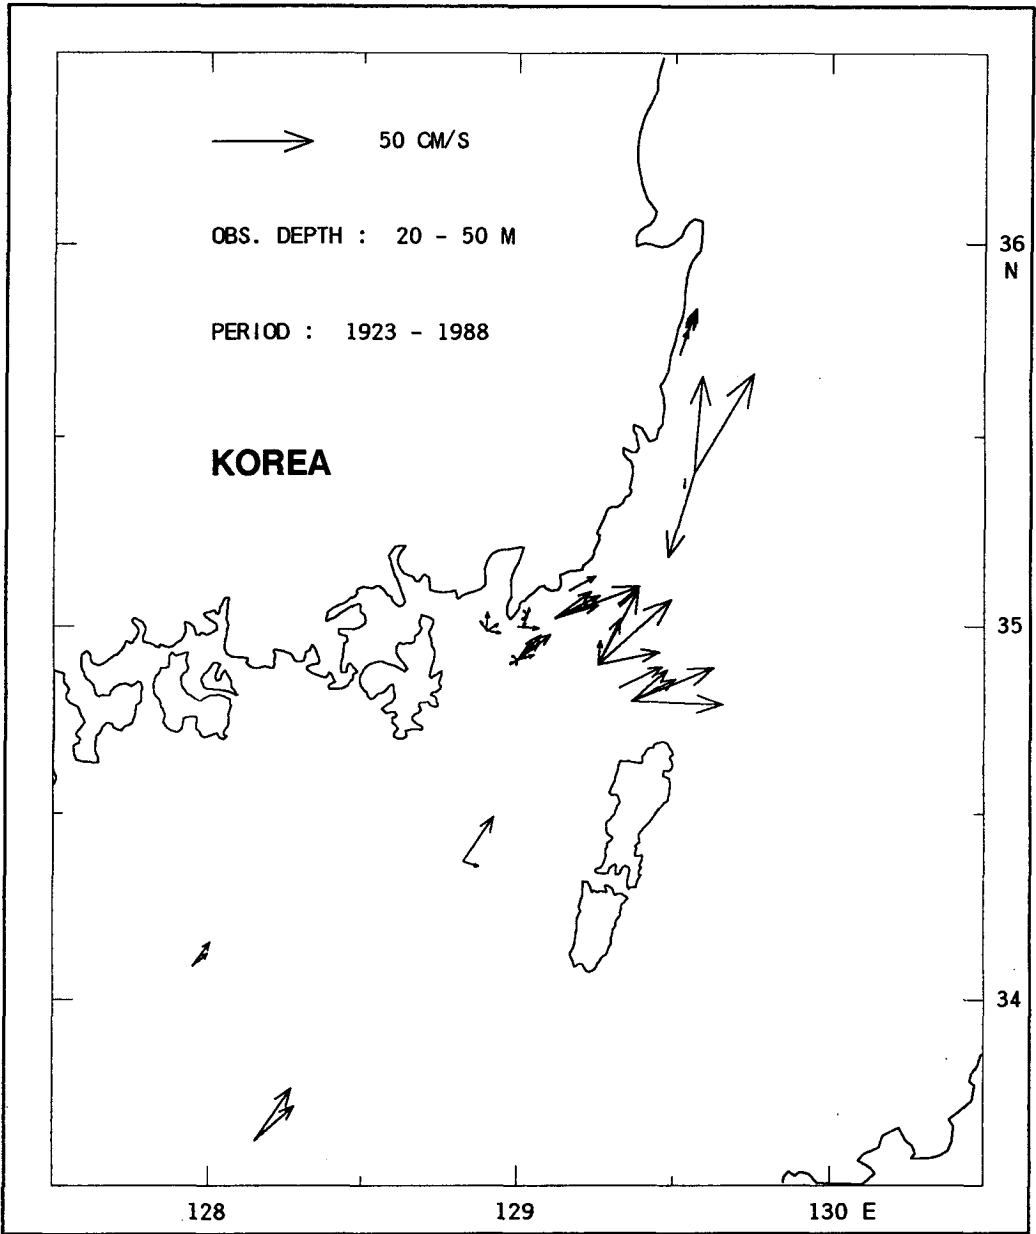 50 CM/S
OBS. DEPTH : 20 - 50 M
36
N
PERIOD : 1923 - 1988
KOREA
35
34
128
129
130 E